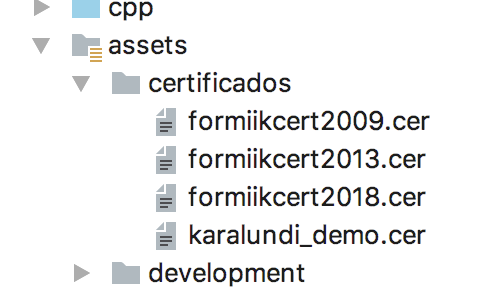 cpp
assets
certificados
formiikcert2009.cer
formiikcert2013.cer
formiikcert2018.cer
karalundi_demo.cer
development